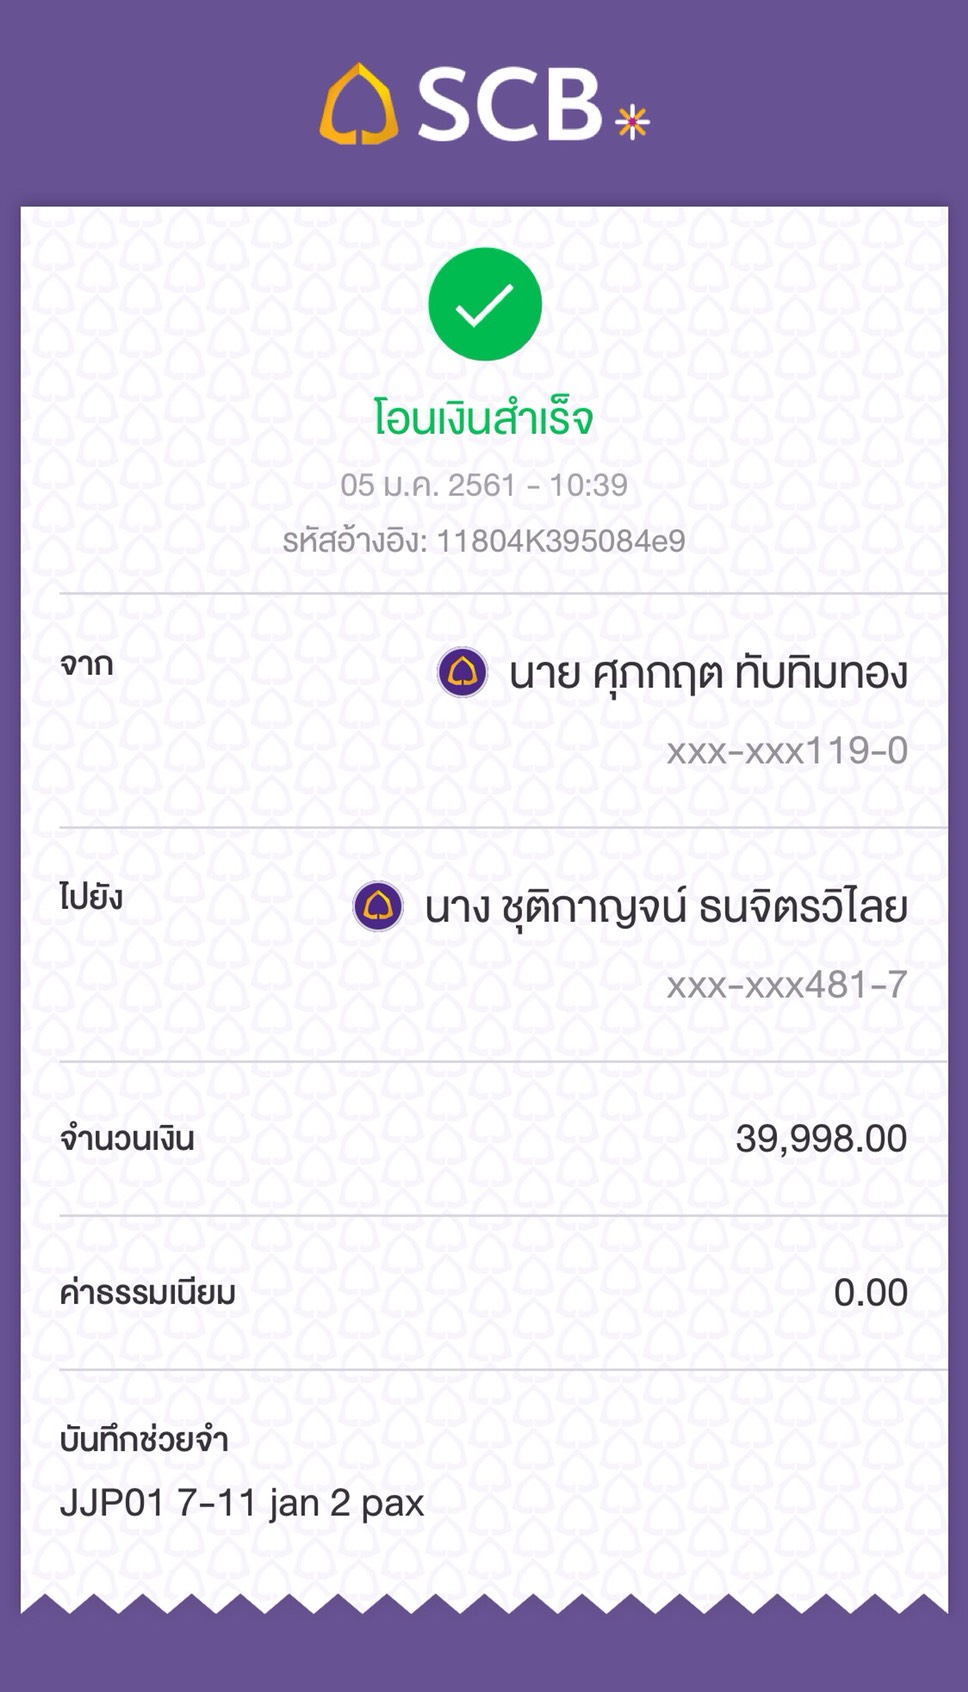 SCB
โอนเงินสำเร็จ
05 ม.ค. 2561 - 10:39
รหัสอ้างอิง: 11804K395084e9
จาก นาย ศุภกฤต ทับทิมทอง
xxx-xxx119-0
ไปยัง นาง ชุติกาญจน์ ธนจิตรวิไลย
xxx-xxx481-7
จำนวนเงิน 39,998.00
ค่าธรรมเนียม 0.00
บันทึกช่วยจำ
JJP01 7-11 jan 2 pax